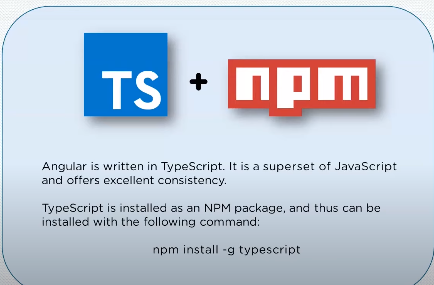 TS + npm
Angular is written in TypeScript. It is a superset of JavaScript
and offers excellent consistency.
TypeScript is installed as an NPM package, and thus can be
installed with the following command:
npm install -g typescript